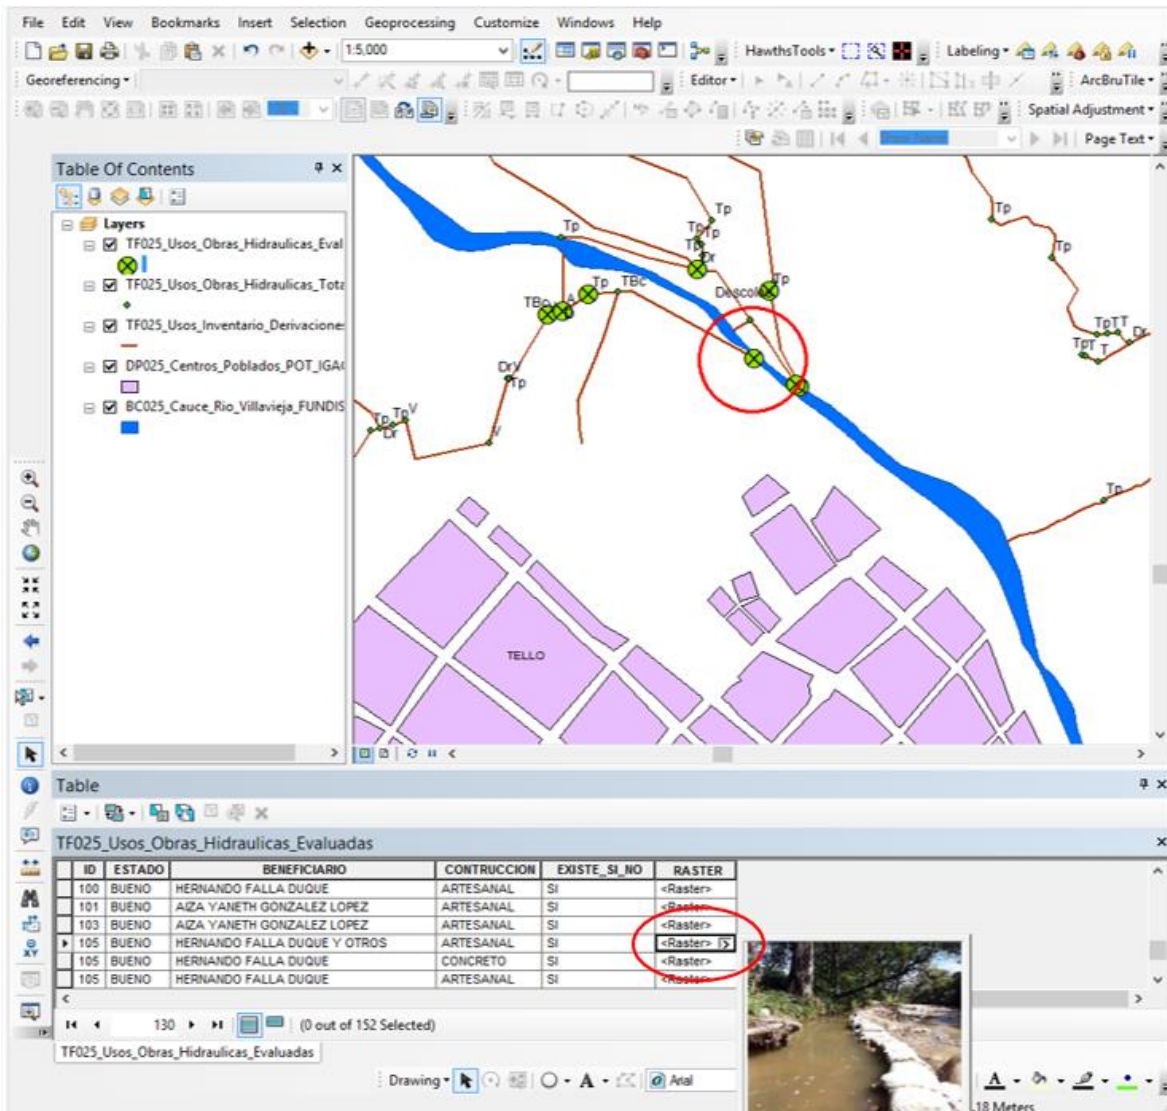 File Edit View Bookmarks Insert Selection Geoprocessing Customize Windows Help
1:5,000 HawthsTools Labeling
Georeferencing Editor ArcBruTile
Spatial Adjustment
Page Text
Table Of Contents
Layers
TF025_Usos_Obras_Hidraulicas_Eval
TF025_Usos_Obras_Hidraulicas_Tota
TF025_Usos_Inventario_Derivacione
DP025_Centros_Poblados_POT_IGA
BC025_Cauce_Rio_Villavieja_FUNDIS
Tp
Tp
Tp
Tp
Tp
Dr
Tp
Descole
TBc
Tp
A
TBc
DrV
Tp
Tp
TpV
Dr
V
Tp
Tp
TpTT
Dr
TpT
T
Tp
TELLO
Table
TF025_Usos_Obras_Hidraulicas_Evaluadas
ID ESTADO BENEFICIARIO CONTRUCCION EXISTE_SI_NO RASTER
100 BUENO HERNANDO FALLA DUQUE ARTESANAL SI <Raster>
101 BUENO AIZA YANETH GONZALEZ LOPEZ ARTESANAL SI <Raster>
103 BUENO AIZA YANETH GONZALEZ LOPEZ ARTESANAL SI <Raster>
105 BUENO HERNANDO FALLA DUQUE Y OTROS ARTESANAL SI <Raster>
105 BUENO HERNANDO FALLA DUQUE CONCRETO SI <Raster>
105 BUENO HERNANDO FALLA DUQUE ARTESANAL SI <Raster>
130 (0 out of 152 Selected)
TF025_Usos_Obras_Hidraulicas_Evaluadas
Drawing A Arial A
18 Meters